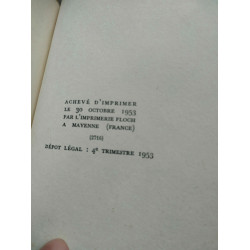 ACHEVÉ D'IMPRIMER
LE 30 OCTOBRE 1953
PAR L'IMPRIMERIE FLOCH
A MAYENNE (FRANCE)
DÉPÔT LÉGAL : 4e TRIMESTRE 1953